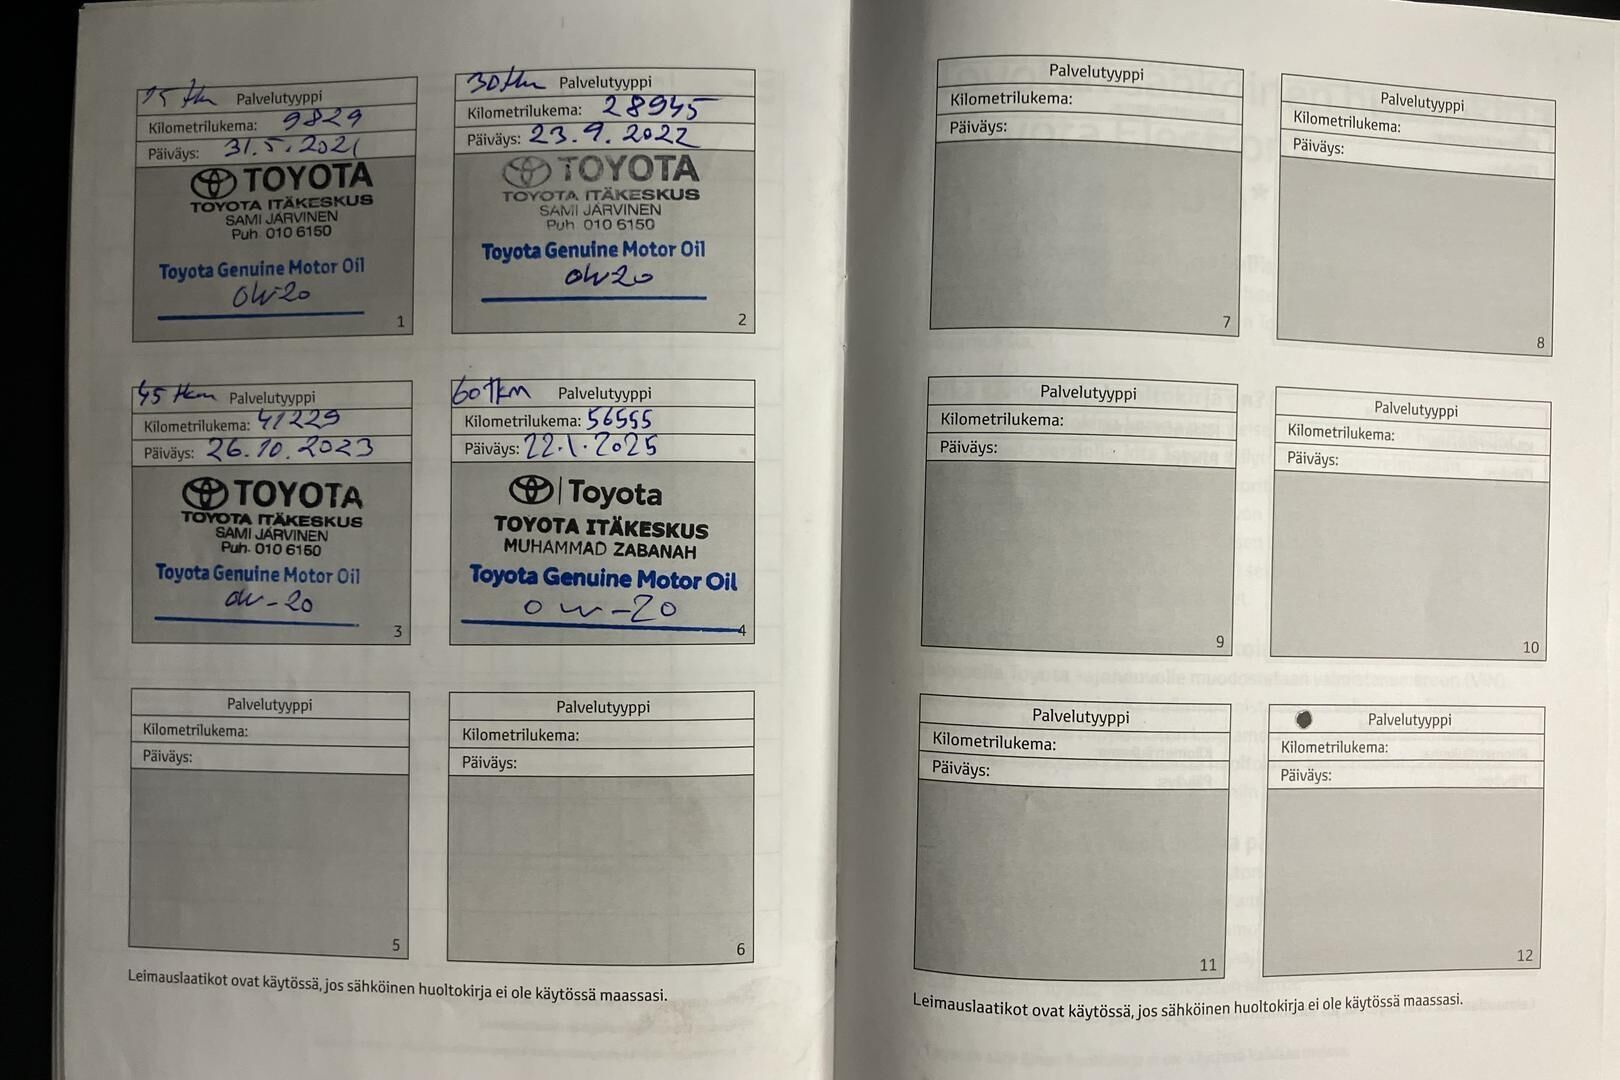 15 tkm Palvelutyyppi
Kilometrilukema: 9829
Päiväys: 31.5.2021
TOYOTA
TOYOTA ITÄKESKUS
SAMI JÄRVINEN
Puh. 010 6150
Toyota Genuine Motor Oil
0W-20
1
30tkm Palvelutyyppi
Kilometrilukema: 28945
Päiväys: 23.9.2022
TOYOTA
TOYOTA ITÄKESKUS
SAMI JÄRVINEN
Puh. 010 6150
Toyota Genuine Motor Oil
0W20
2
45 tkm Palvelutyyppi
Kilometrilukema: 41229
Päiväys: 26.10.2023
TOYOTA
TOYOTA ITÄKESKUS
SAMI JÄRVINEN
Puh. 010 6150
Toyota Genuine Motor Oil
0W-20
3
60tkm Palvelutyyppi
Kilometrilukema: 56555
Päiväys: 22.1.2025
Toyota
TOYOTA ITÄKESKUS
MUHAMMAD ZABANAH
Toyota Genuine Motor Oil
0W-20
4
Palvelutyyppi
Kilometrilukema:
Päiväys:
5
Palvelutyyppi
Kilometrilukema:
Päiväys:
6
Leimauslaatikot ovat käytössä, jos sähköinen huoltokirja ei ole käytössä maassasi.
Palvelutyyppi
Kilometrilukema:
Päiväys:
7
Palvelutyyppi
Kilometrilukema:
Päiväys:
8
Palvelutyyppi
Kilometrilukema:
Päiväys:
9
Palvelutyyppi
Kilometrilukema:
Päiväys:
10
Palvelutyyppi
Kilometrilukema:
Päiväys:
11
Palvelutyyppi
Kilometrilukema:
Päiväys:
12
Leimauslaatikot ovat käytössä, jos sähköinen huoltokirja ei ole käytössä maassasi.